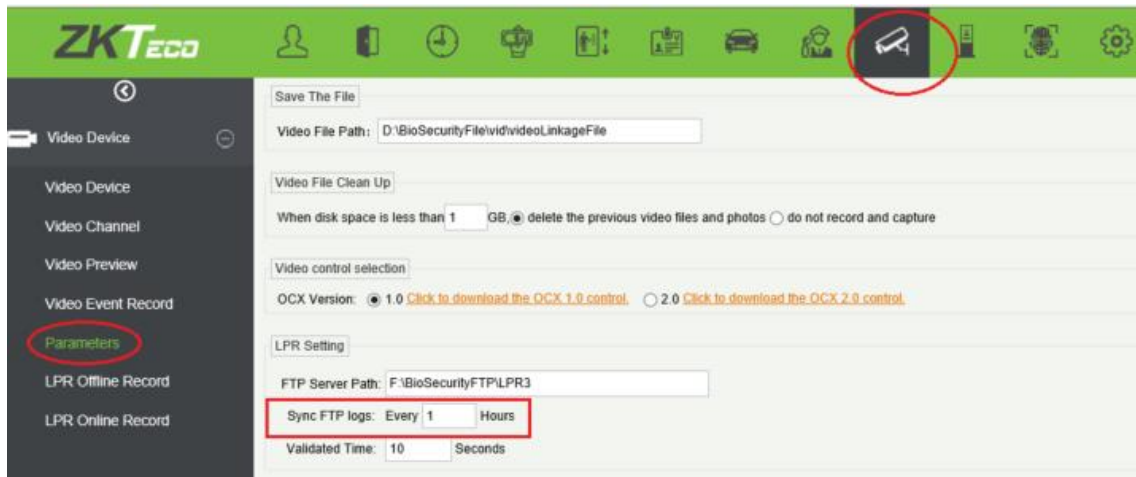 ZKTECO
Save The File
Video File Path: D:\BioSecurityFile\vid\videoLinkageFile
Video Device
Video File Clean Up
Video Device
When disk space is less than 1 GB, delete the previous video files and photos do not record and capture
Video Channel
Video Preview
Video control selection
Video Event Record
OCX Version: 1.0 Click to download the OCX 1.0 control. 2.0 Click to download the OCX 2.0 control.
Parameters
LPR Setting
LPR Offline Record
FTP Server Path: F:\BioSecurityFTP\LPR3
LPR Online Record
Sync FTP logs: Every 1 Hours
Validated Time: 10 Seconds